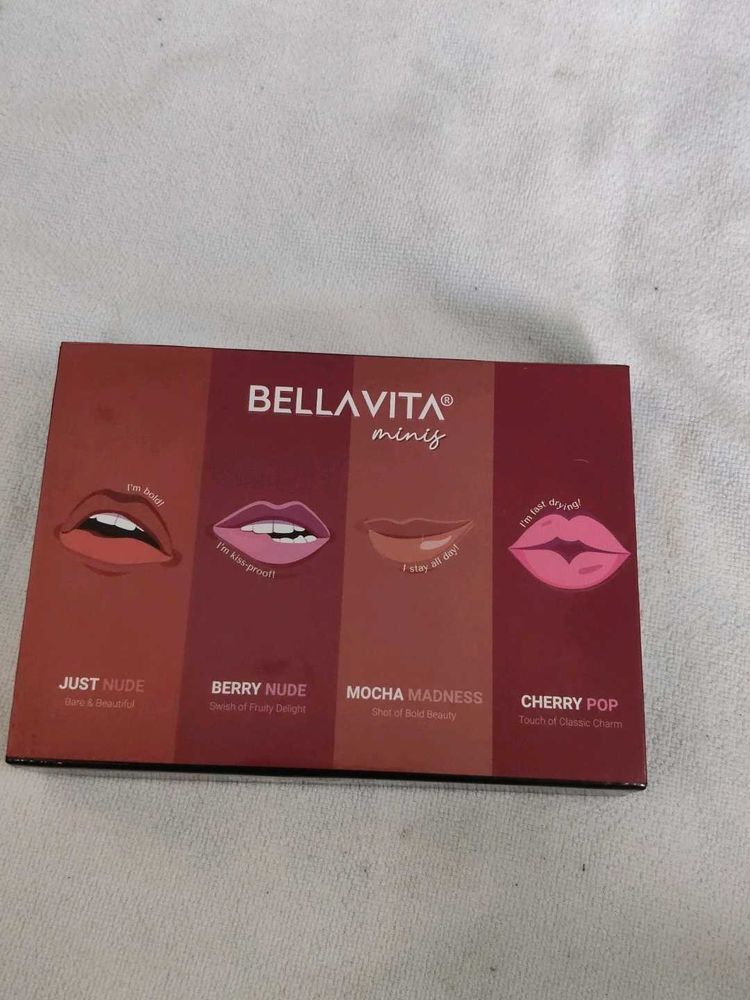 BELLAVITA®
minis
I'm bold!
I'm kiss-proof!
I stay all day!
I'm fast drying!
JUST NUDE
Bare & Beautiful
BERRY NUDE
Swish of Fruity Delight
MOCHA MADNESS
Shot of Bold Beauty
CHERRY POP
Touch of Classic Charm